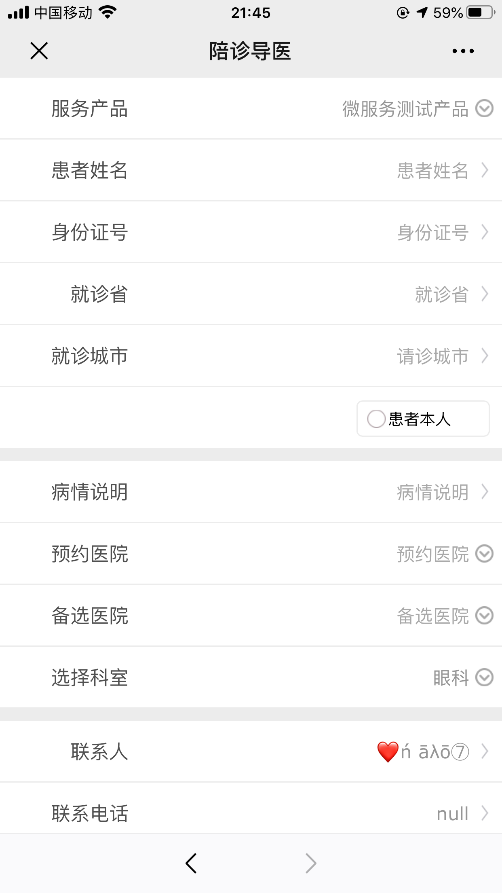 中国移动 21:45 59%
陪诊导医
服务产品 微服务测试产品
患者姓名 患者姓名
身份证号 身份证号
就诊省 就诊省
就诊城市 请诊城市
患者本人
病情说明 病情说明
预约医院 预约医院
备选医院 备选医院
选择科室 眼科
联系人 ❤️ń āλō⑦
联系电话 null